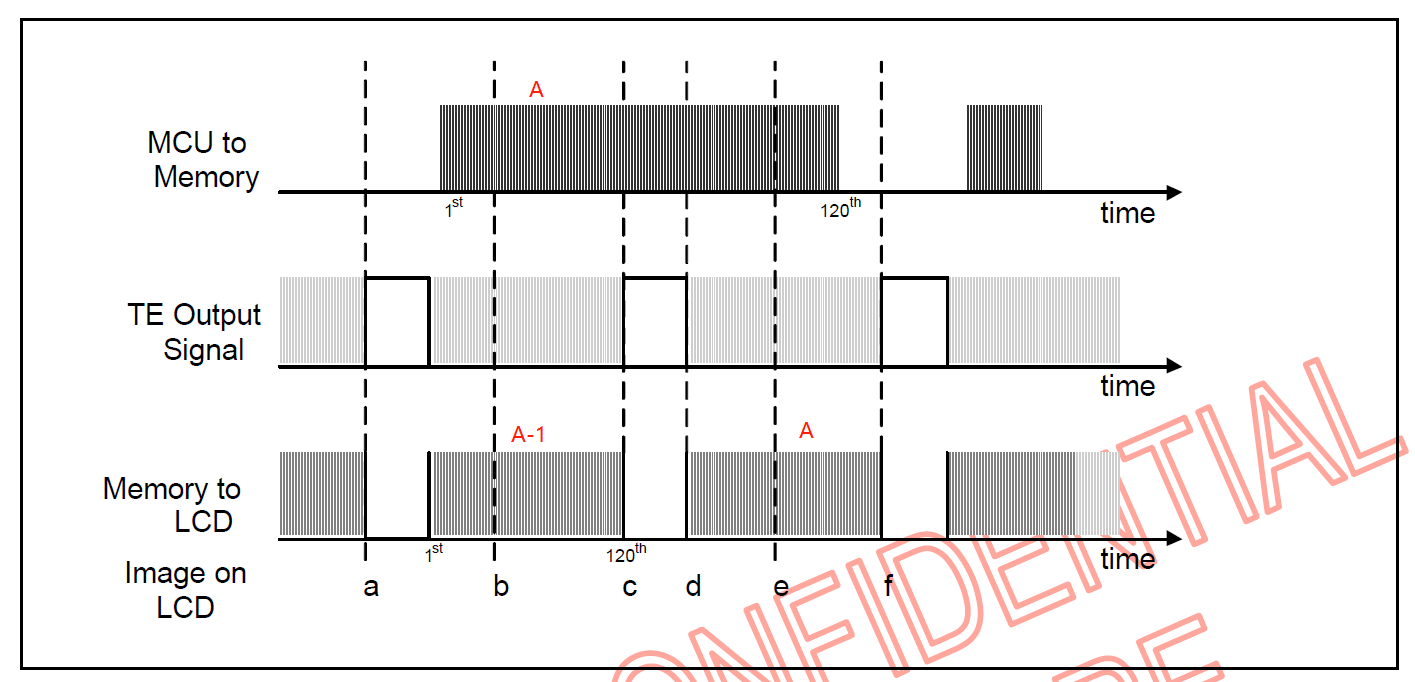 A
MCU to
Memory
1st
120th
time
TE Output
Signal
time
A-1
A
Memory to
LCD
1st
120th
time
Image on
LCD
a
b
c
d
e
f